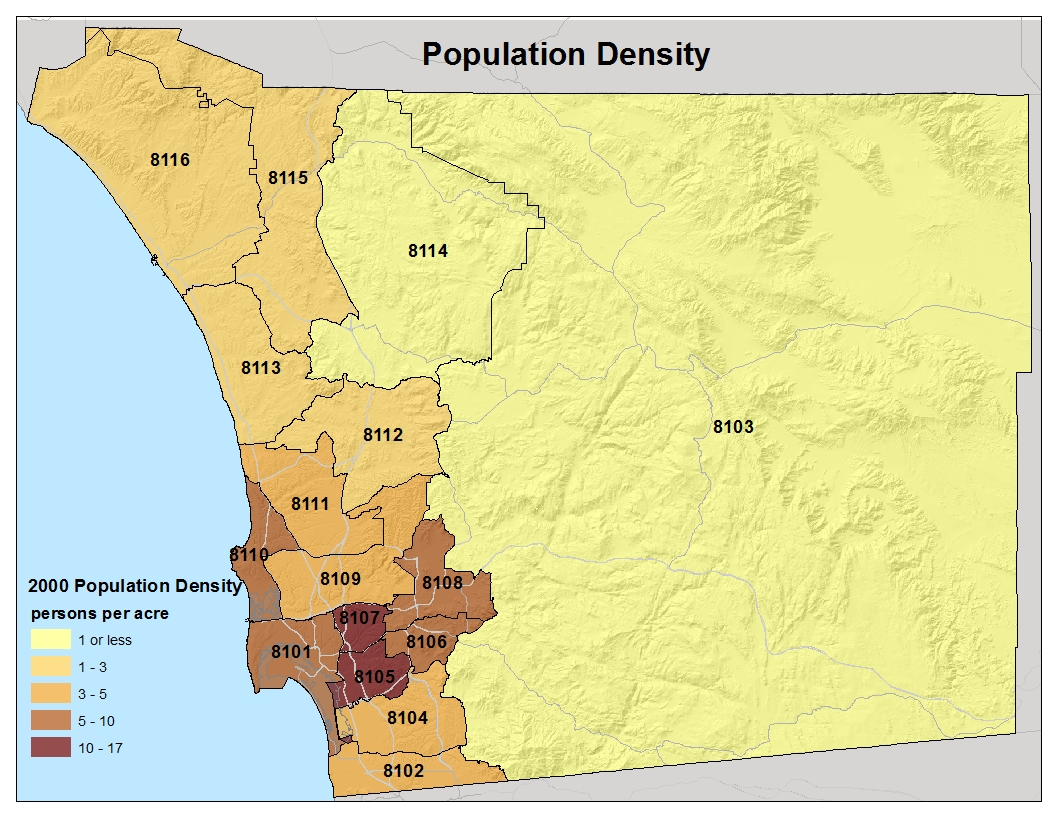 Population Density
8116
8115
8114
8113
8103
8112
8111
8110
8109
8108
8107
8106
8101
8105
8104
8102
2000 Population Density
persons per acre
1 or less
1 - 3
3 - 5
5 - 10
10 - 17